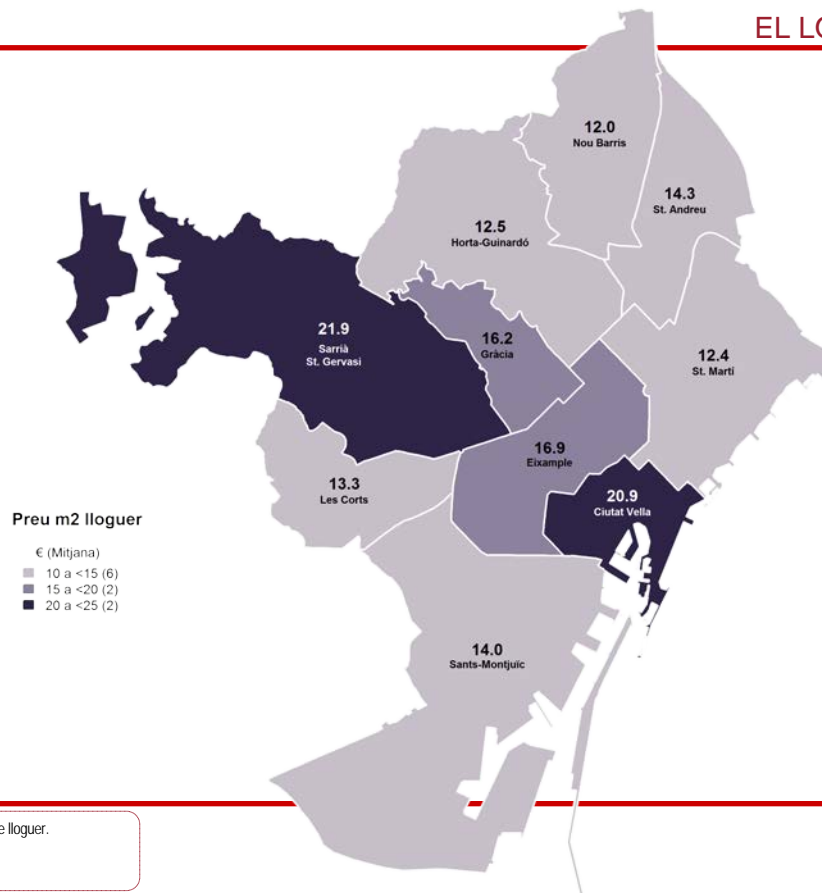 EL LO
12.0
Nou Barris
14.3
St. Andreu
12.5
Horta-Guinardó
21.9
Sarrià
St. Gervasi
16.2
Gràcia
12.4
St. Martí
16.9
Eixample
13.3
Les Corts
20.9
Ciutat Vella
Preu m2 lloguer
€ (Mitjana)
10 a <15 (6)
15 a <20 (2)
20 a <25 (2)
14.0
Sants-Montjuïc
e lloguer.